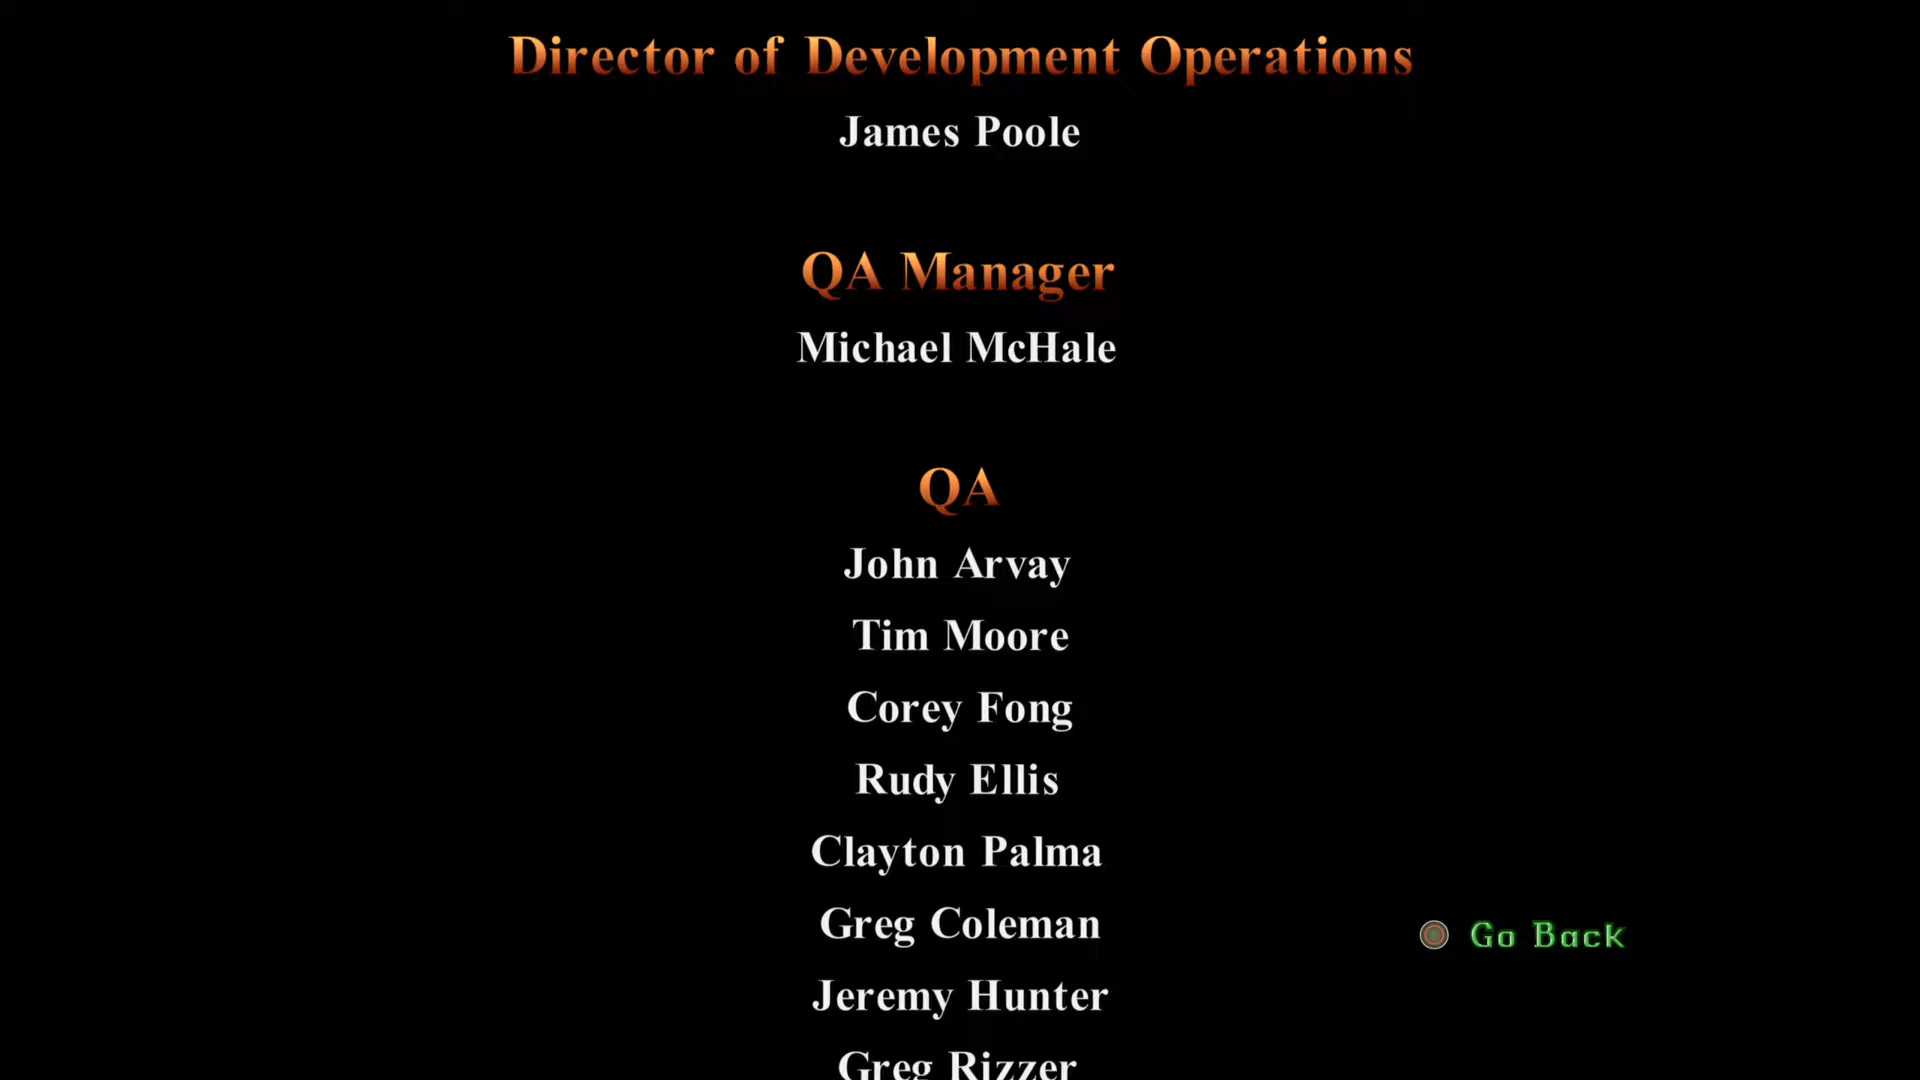 Director of Development Operations
James Poole
QA Manager
Michael McHale
QA
John Arvay
Tim Moore
Corey Fong
Rudy Ellis
Clayton Palma
Greg Coleman
Go Back
Jeremy Hunter
Greg Rizzer